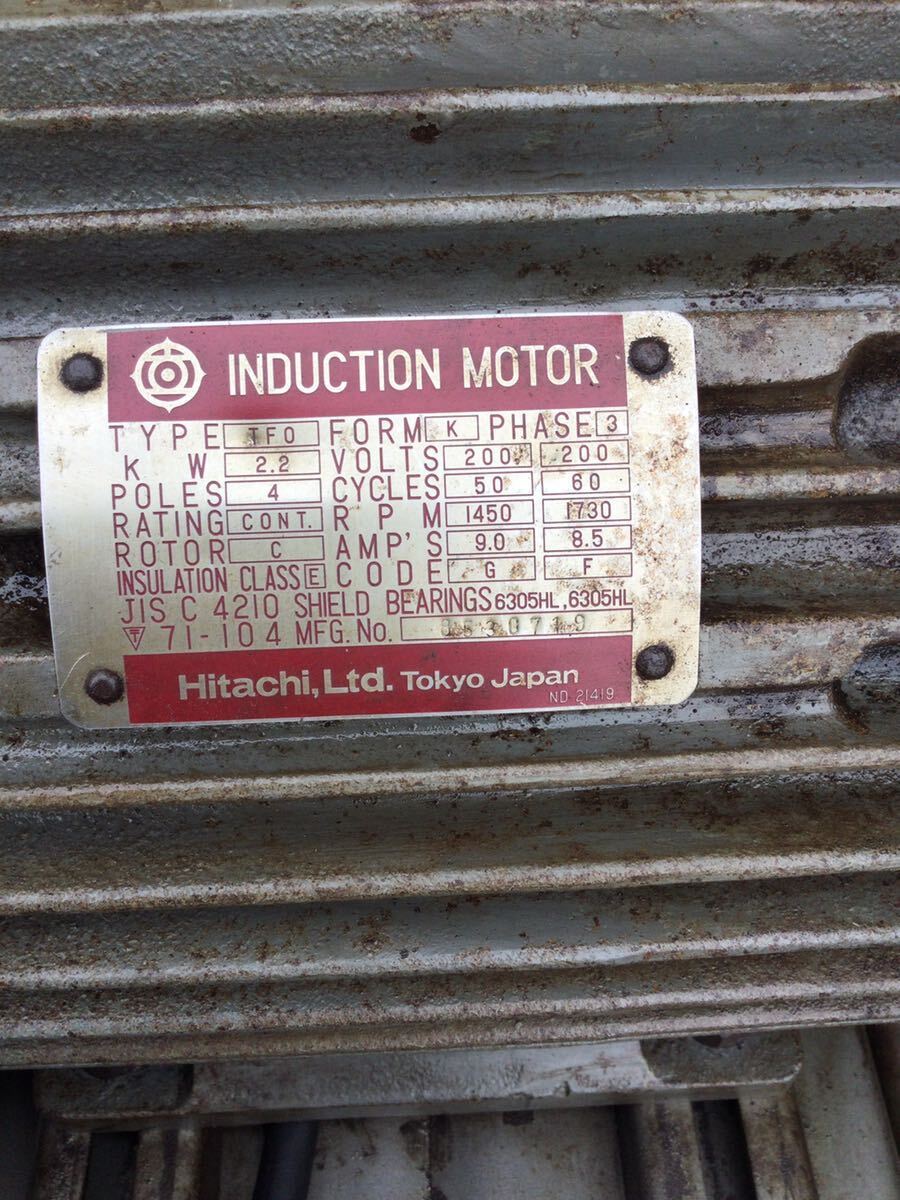 INDUCTION MOTOR
TYPE TFO FORM K PHASE 3
k W 2.2 VOLTS 200 200
POLES 4 CYCLES 50 60
RATING CONT. R P M 1450 1730
ROTOR C AMP'S 9.0 8.5
INSULATION CLASS E CODE G F
JIS C 4210 SHIELD BEARINGS 6305HL, 6305HL
71-104 MFG. No.
Hitachi, Ltd. Tokyo Japan
ND 21419